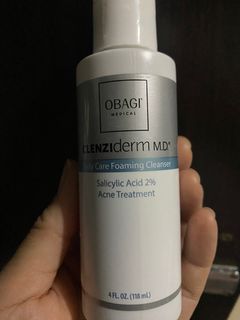 OBAGI
MEDICAL
CLENZIderm M.D.®
Daily Care Foaming Cleanser
Salicylic Acid 2%
Acne Treatment
4 FL. OZ. (118 mL)